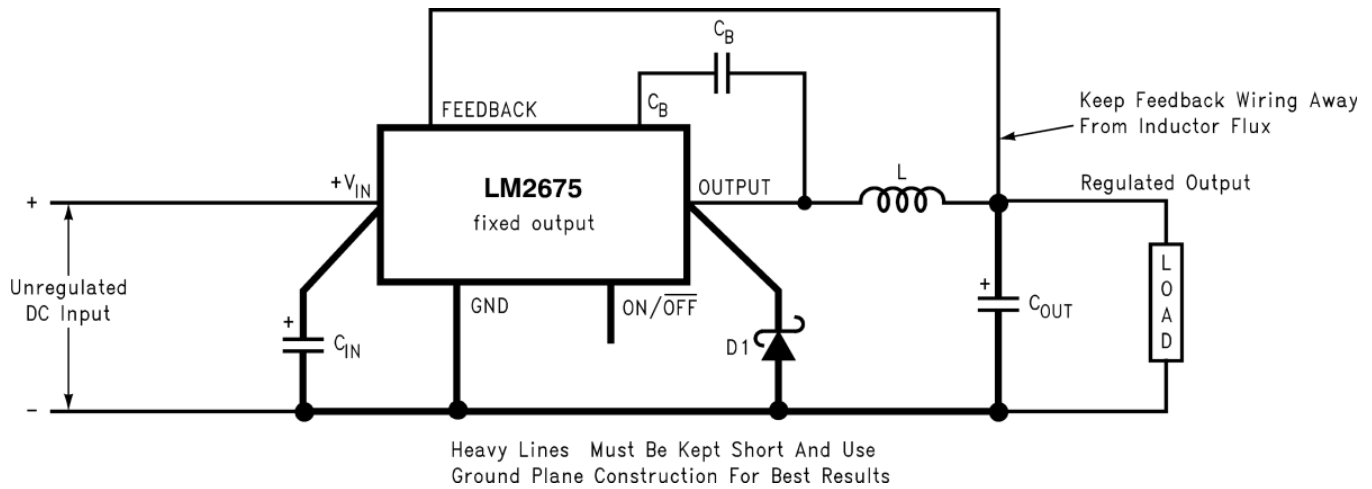 C_B
FEEDBACK
C_B
Keep Feedback Wiring Away
From Inductor Flux
+V_IN
LM2675
fixed output
OUTPUT
L
Regulated Output
+
Unregulated
DC Input
GND
ON/O̅F̅F̅
+
C_IN
D1
+
C_OUT
LOAD
−
Heavy Lines Must Be Kept Short And Use
Ground Plane Construction For Best Results